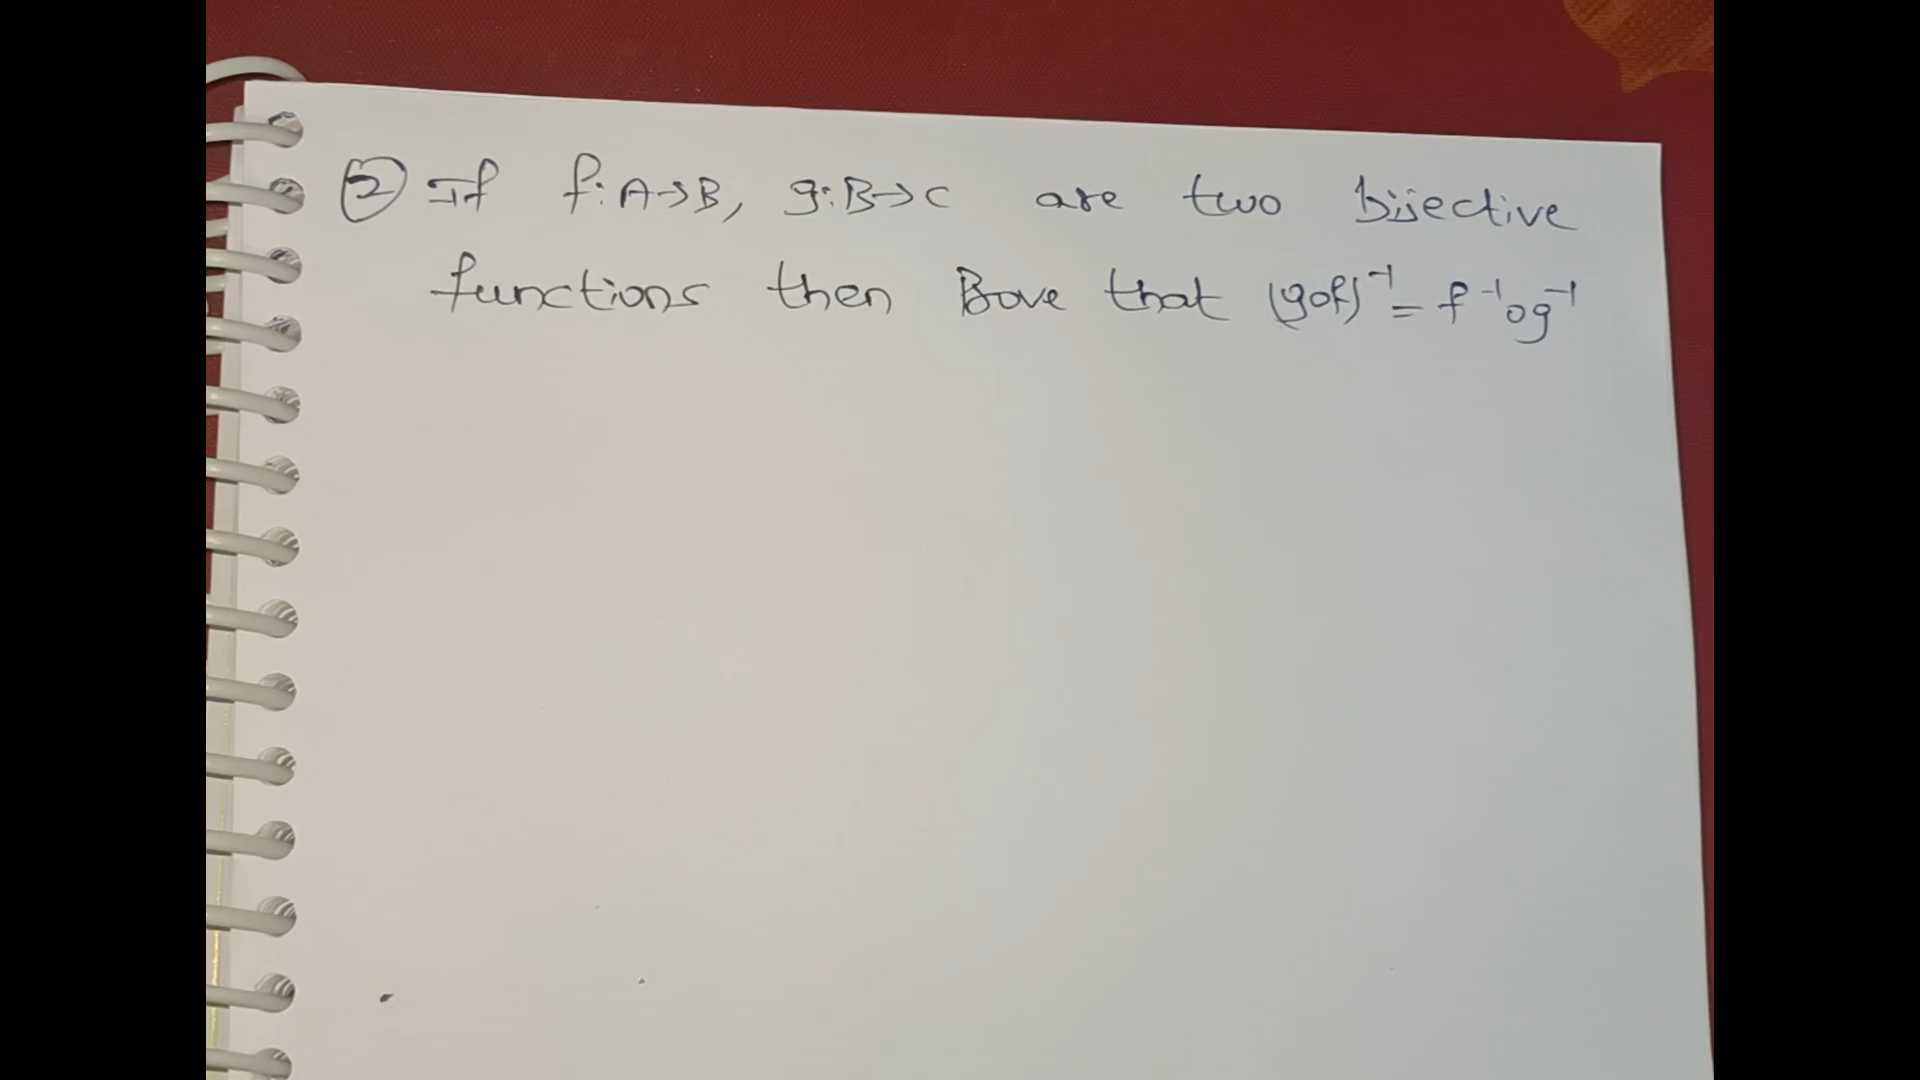 ② If f:A→B, g:B→C are two bijective
functions then Prove that (gof)⁻¹ = f⁻¹og⁻¹